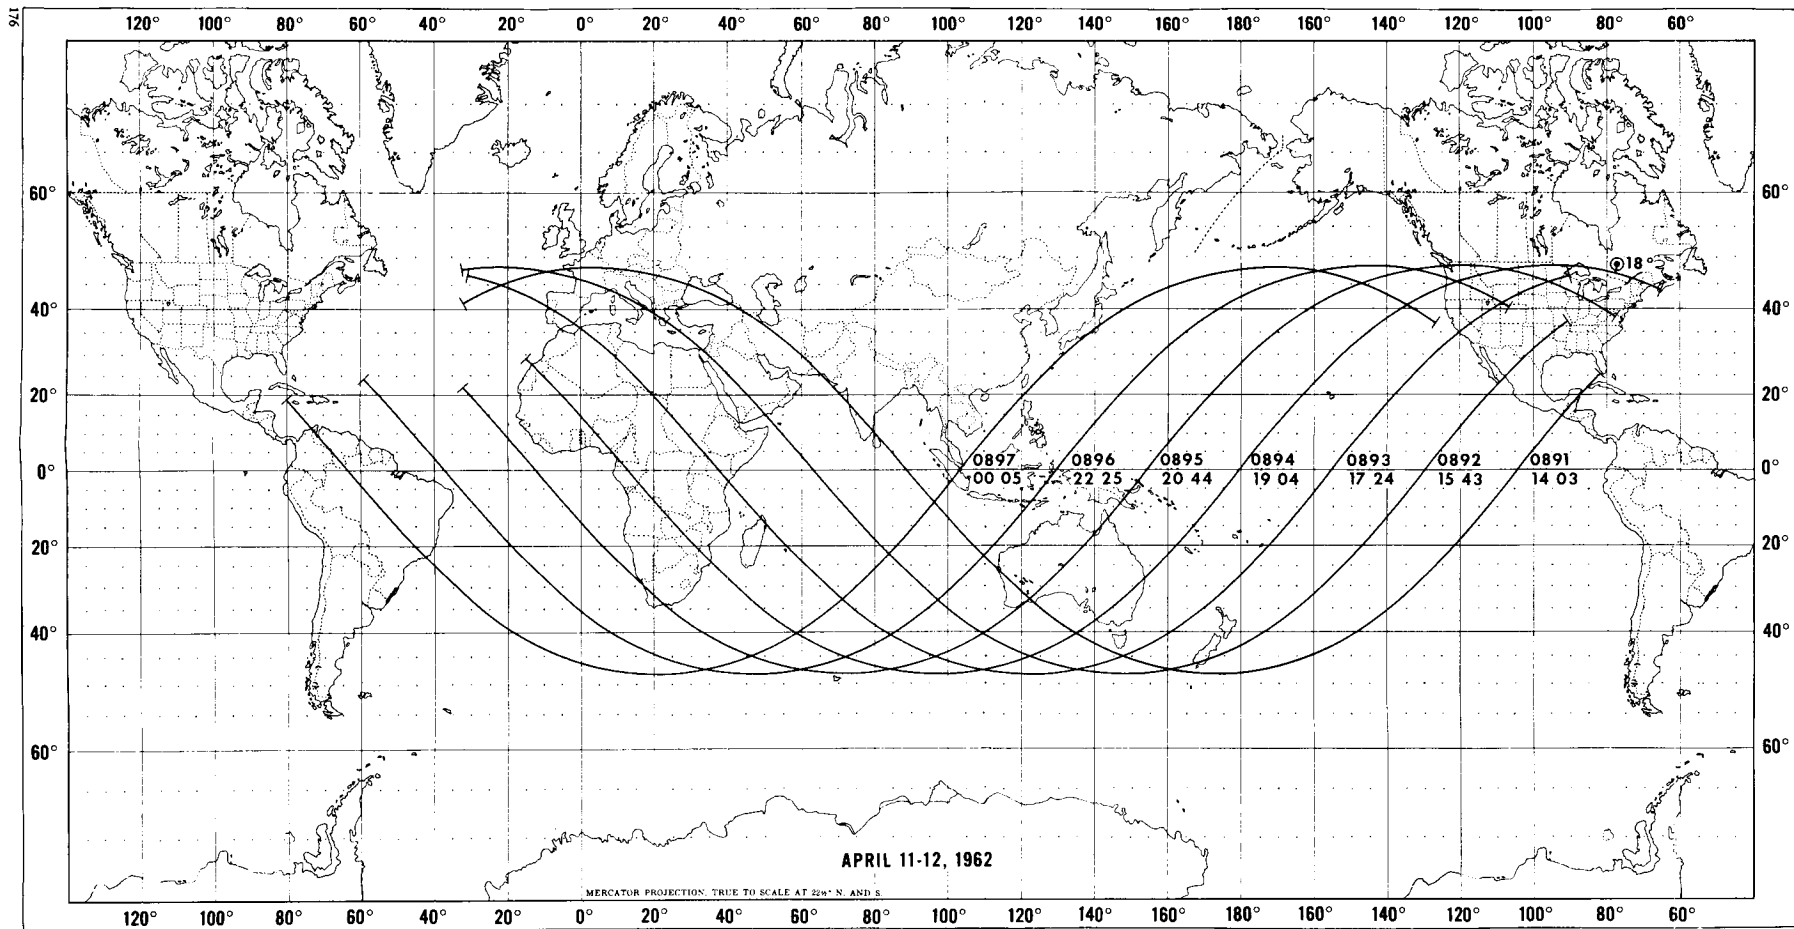 176
120° 100° 80° 60° 40° 20° 0° 20° 40° 60° 80° 100° 120° 140° 160° 180° 160° 140° 120° 100° 80° 60°
60° 60°
18°
40° 40°
20° 20°
0° 0897 0896 0895 0894 0893 0892 0891 0°
00 05 22 25 20 44 19 04 17 24 15 43 14 03
20° 20°
40° 40°
60° 60°
APRIL 11-12, 1962
MERCATOR PROJECTION, TRUE TO SCALE AT 22½° N. AND S.
120° 100° 80° 60° 40° 20° 0° 20° 40° 60° 80° 100° 120° 140° 160° 180° 160° 140° 120° 100° 80° 60°